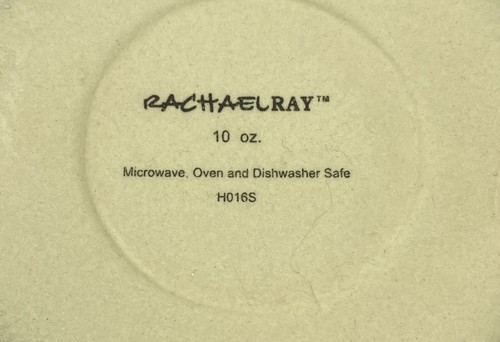 RACHAELRAY™
10 oz.
Microwave, Oven and Dishwasher Safe
H016S